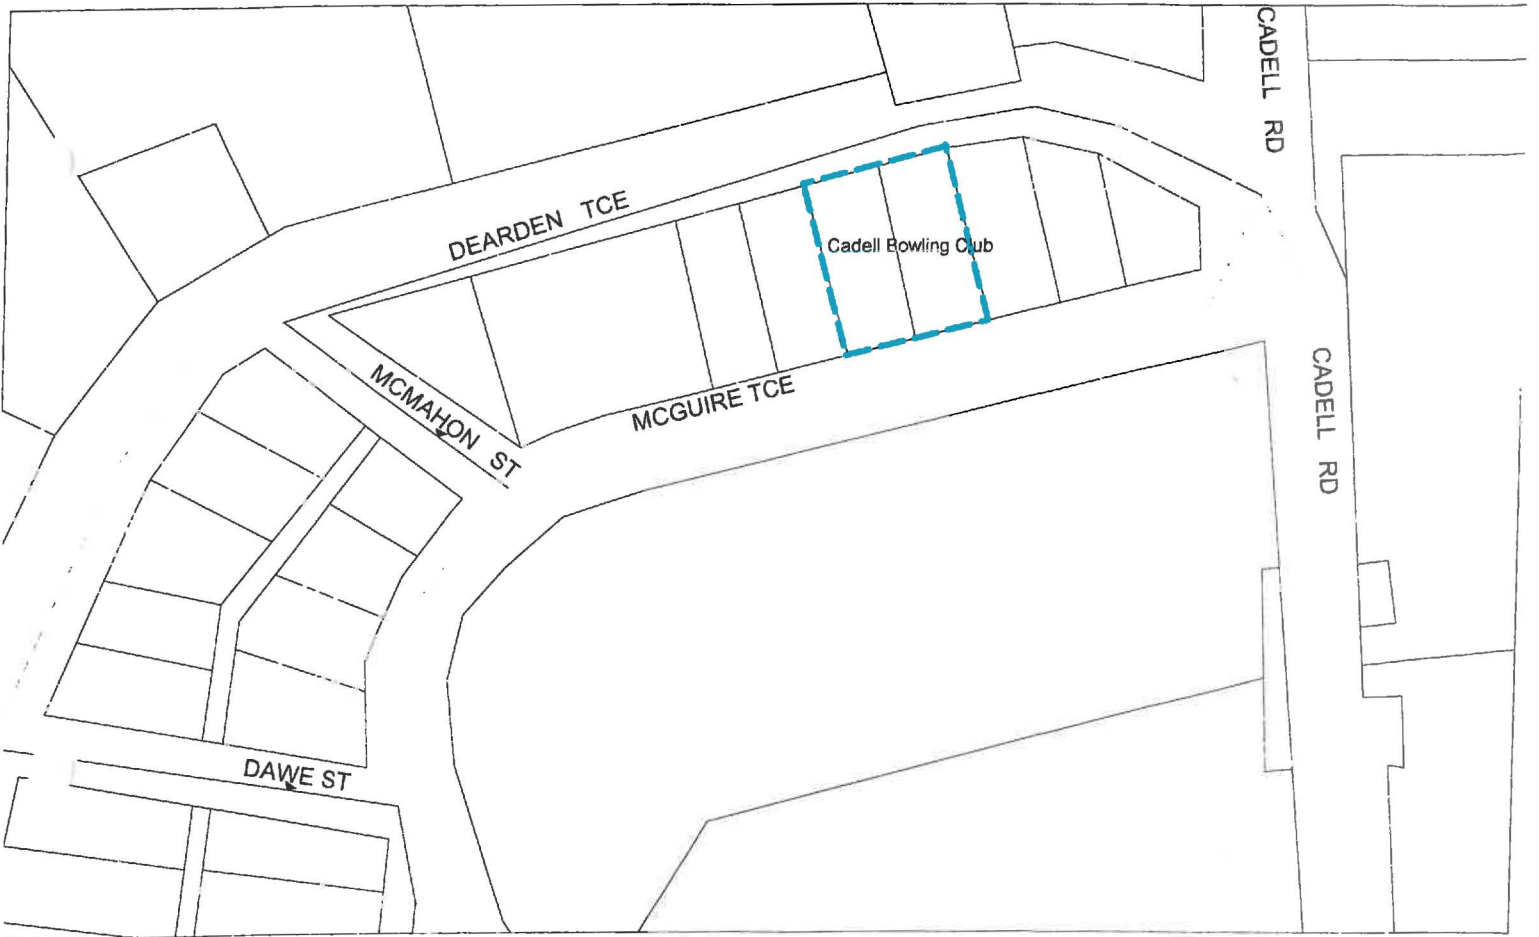 CADELL RD
DEARDEN TCE
Cadell Bowling Club
MCMAHON ST
MCGUIRE TCE
CADELL RD
DAWE ST